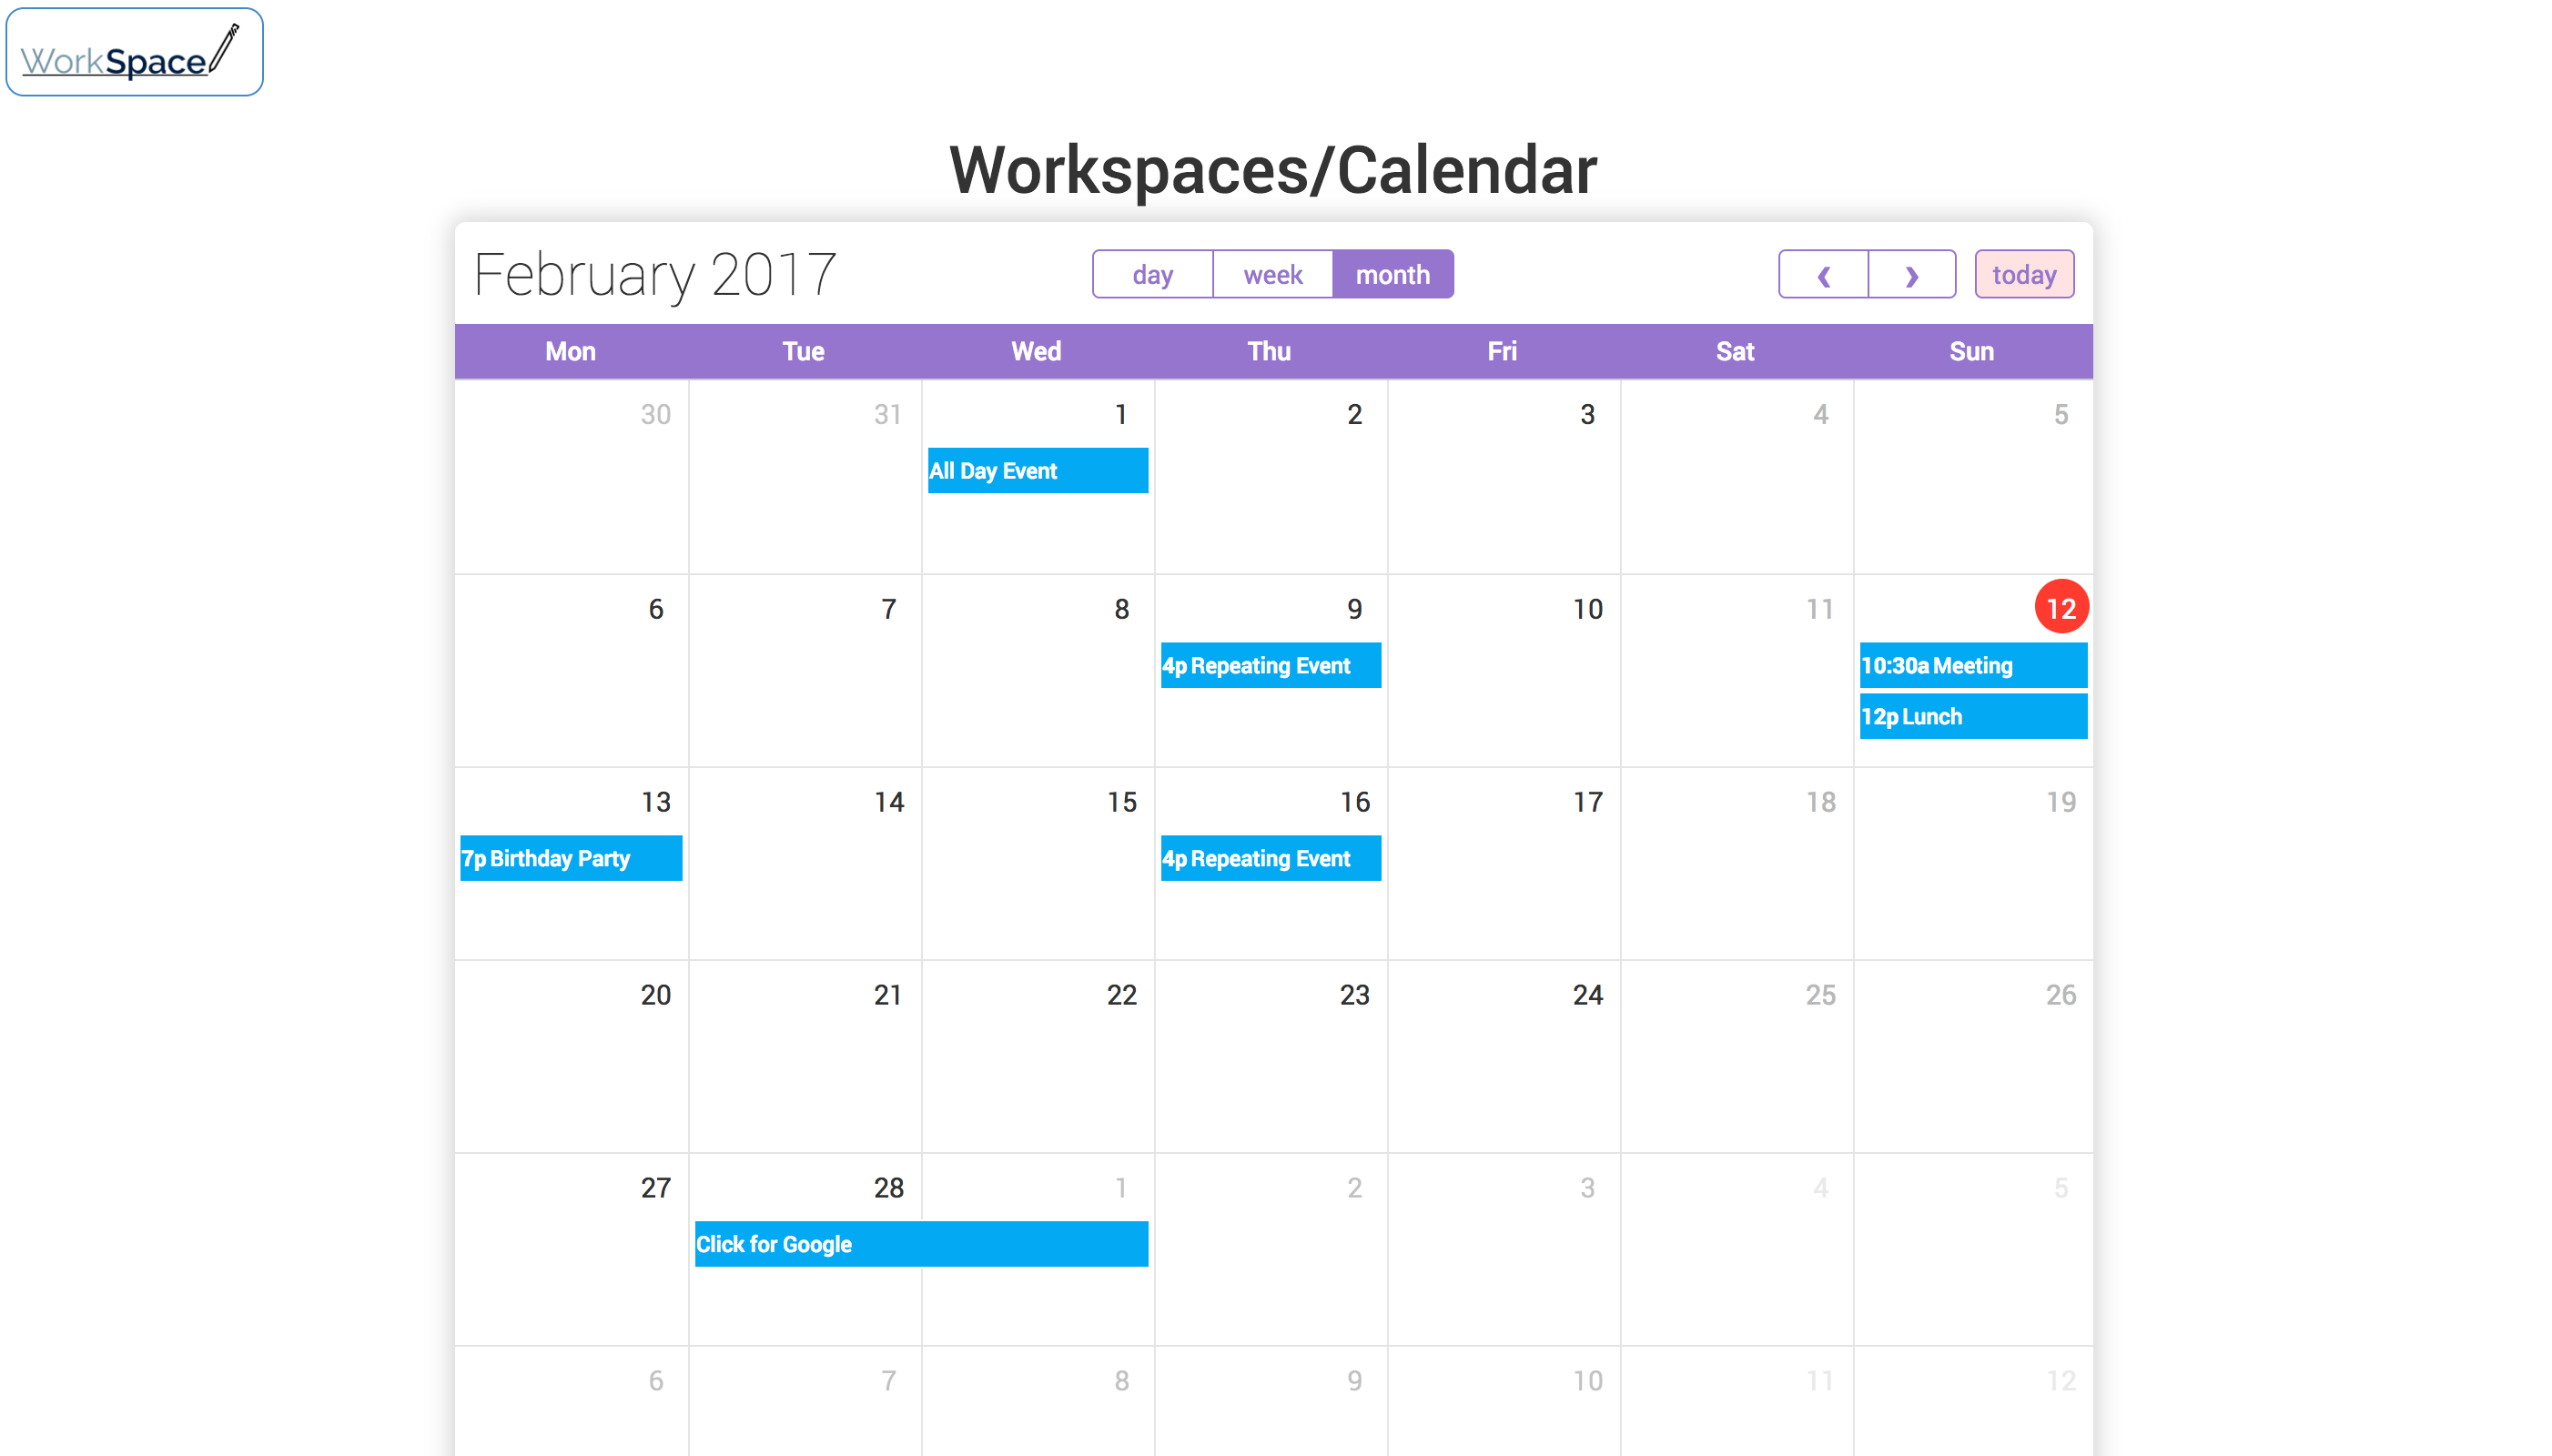 WorkSpace
Workspaces/Calendar
February 2017 day week month ‹ › today
Mon Tue Wed Thu Fri Sat Sun
30 31 1 2 3 4 5
All Day Event
6 7 8 9 10 11 12
4p Repeating Event 10:30a Meeting
12p Lunch
13 14 15 16 17 18 19
7p Birthday Party 4p Repeating Event
20 21 22 23 24 25 26
27 28 1 2 3 4 5
Click for Google
6 7 8 9 10 11 12